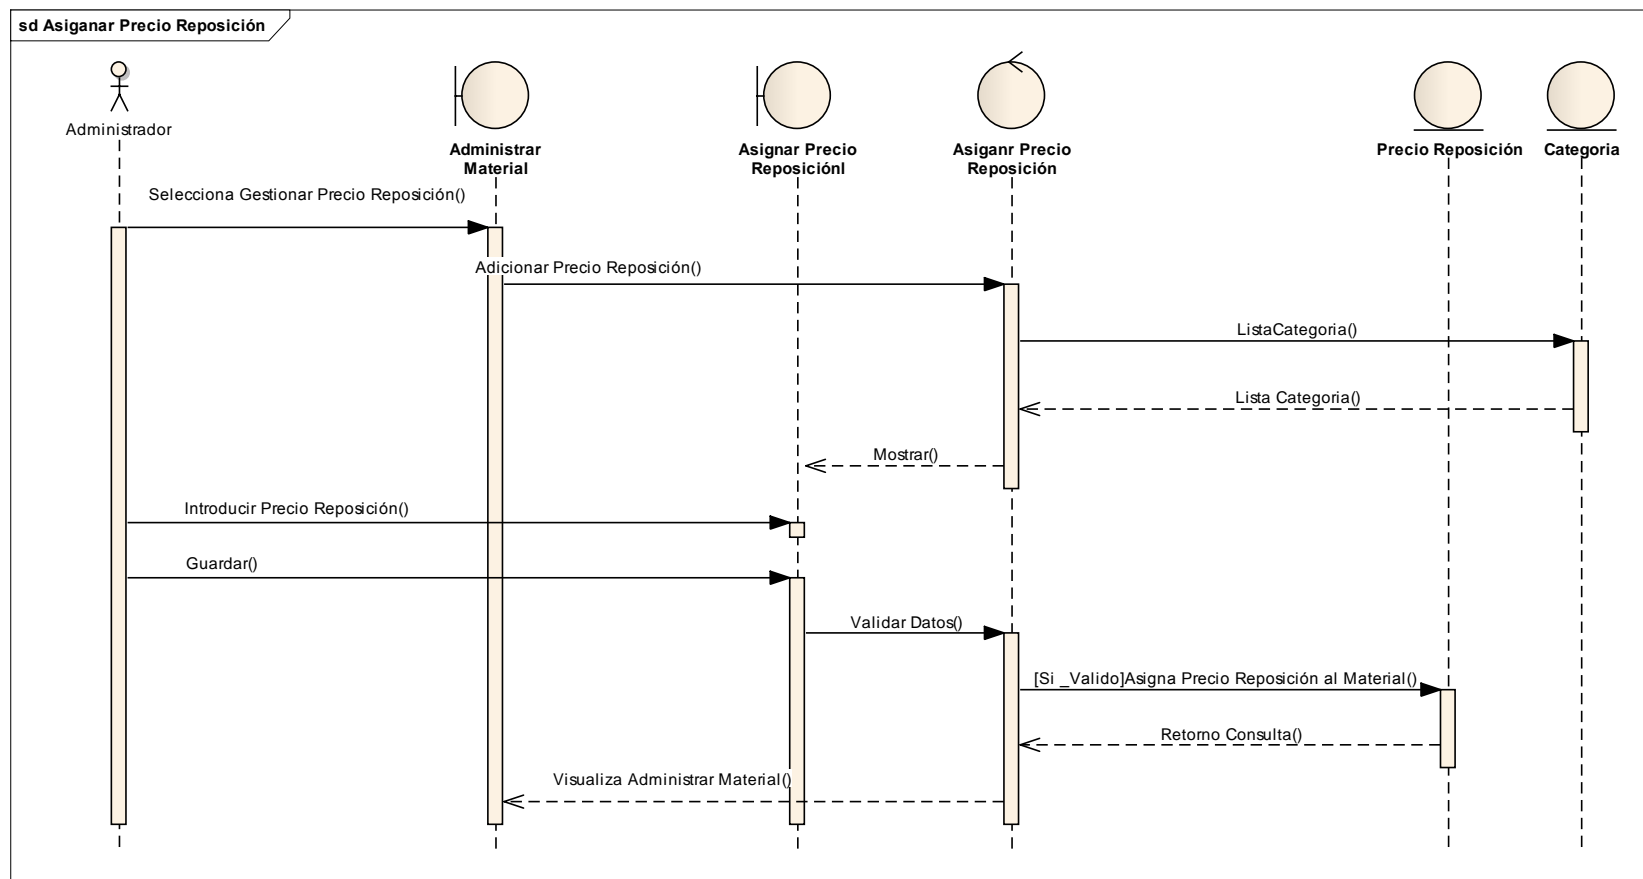 sd Asiganar Precio Reposición
Administrador
Administrar
Material
Asignar Precio
ReposiciónI
Asiganr Precio
Reposición
Precio Reposición
Categoria
Selecciona Gestionar Precio Reposición()
Adicionar Precio Reposición()
ListaCategoria()
Lista Categoria()
Mostrar()
Introducir Precio Reposición()
Guardar()
Validar Datos()
[Si _Valido]Asigna Precio Reposición al Material()
Retorno Consulta()
Visualiza Administrar Material()